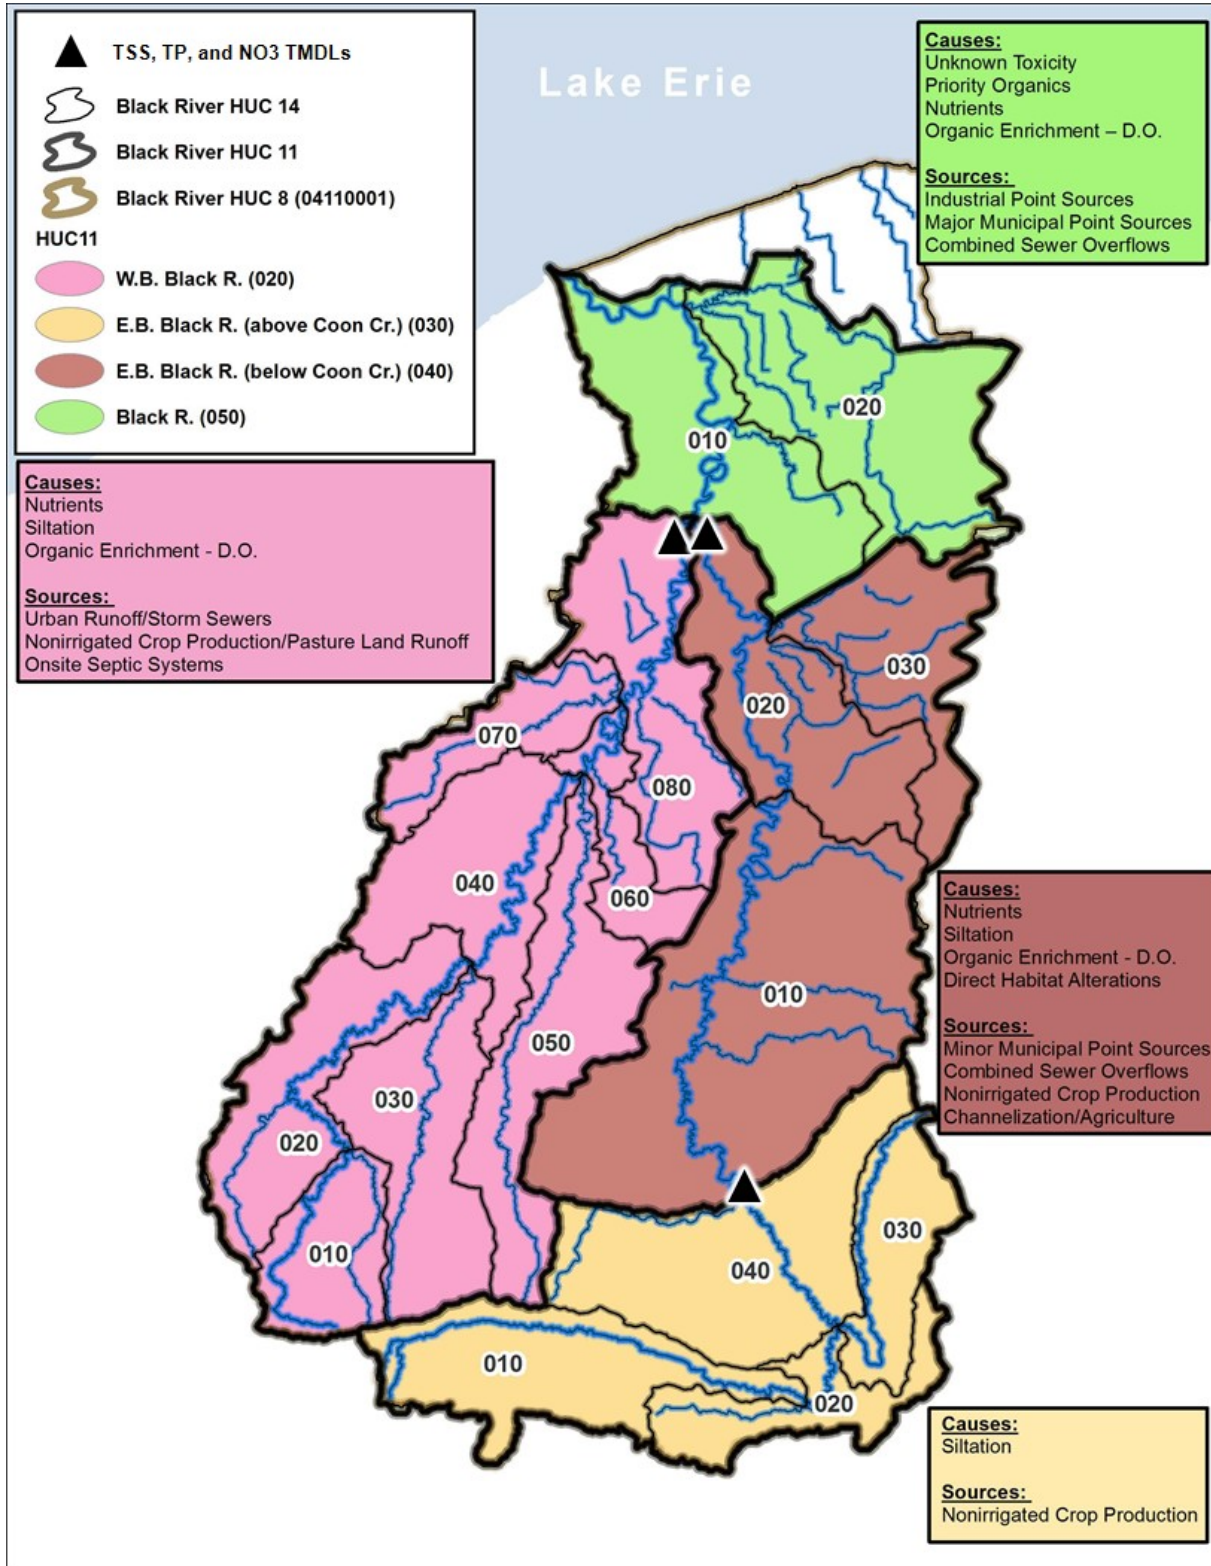 TSS, TP, and NO3 TMDLs
Black River HUC 14
Black River HUC 11
Black River HUC 8 (04110001)
HUC11
W.B. Black R. (020)
E.B. Black R. (above Coon Cr.) (030)
E.B. Black R. (below Coon Cr.) (040)
Black R. (050)
Lake Erie
Causes:
Unknown Toxicity
Priority Organics
Nutrients
Organic Enrichment – D.O.
Sources:
Industrial Point Sources
Major Municipal Point Sources
Combined Sewer Overflows
020
010
Causes:
Nutrients
Siltation
Organic Enrichment - D.O.
Sources:
Urban Runoff/Storm Sewers
Nonirrigated Crop Production/Pasture Land Runoff
Onsite Septic Systems
030
020
070
080
040
060
010
050
030
020
010
Causes:
Nutrients
Siltation
Organic Enrichment - D.O.
Direct Habitat Alterations
Sources:
Minor Municipal Point Sources
Combined Sewer Overflows
Nonirrigated Crop Production
Channelization/Agriculture
030
040
010
020
Causes:
Siltation
Sources:
Nonirrigated Crop Production